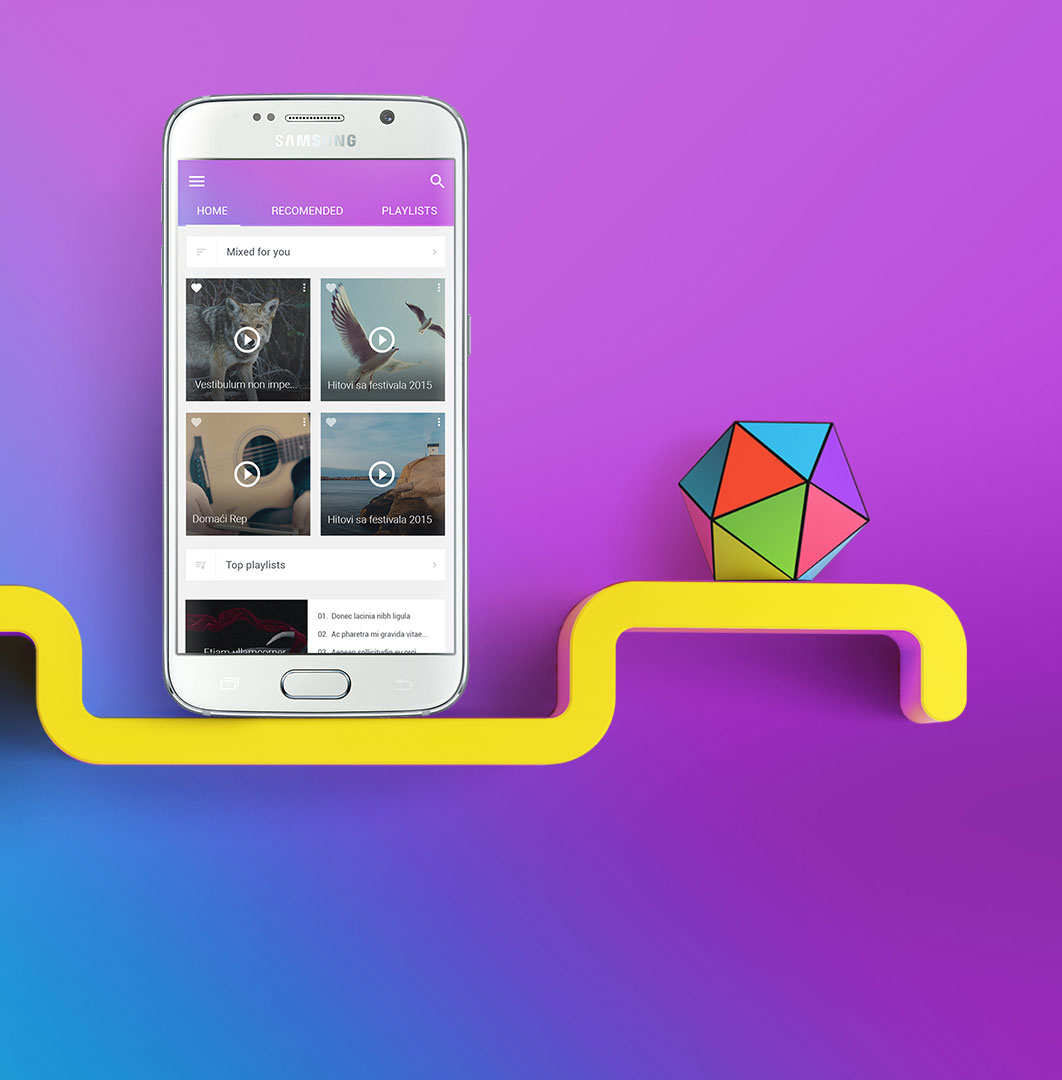 SAMSUNG
HOME RECOMENDED PLAYLISTS
Mixed for you
Vestibulum non impe...
Hitovi sa festivala 2015
Domaći Rep
Hitovi sa festivala 2015
Top playlists
01. Donec lacinia nibh ligula
02. Ac pharetra mi gravida vitae...
03. Aenean sollicitudin eu orci
Etiam ullamcorper